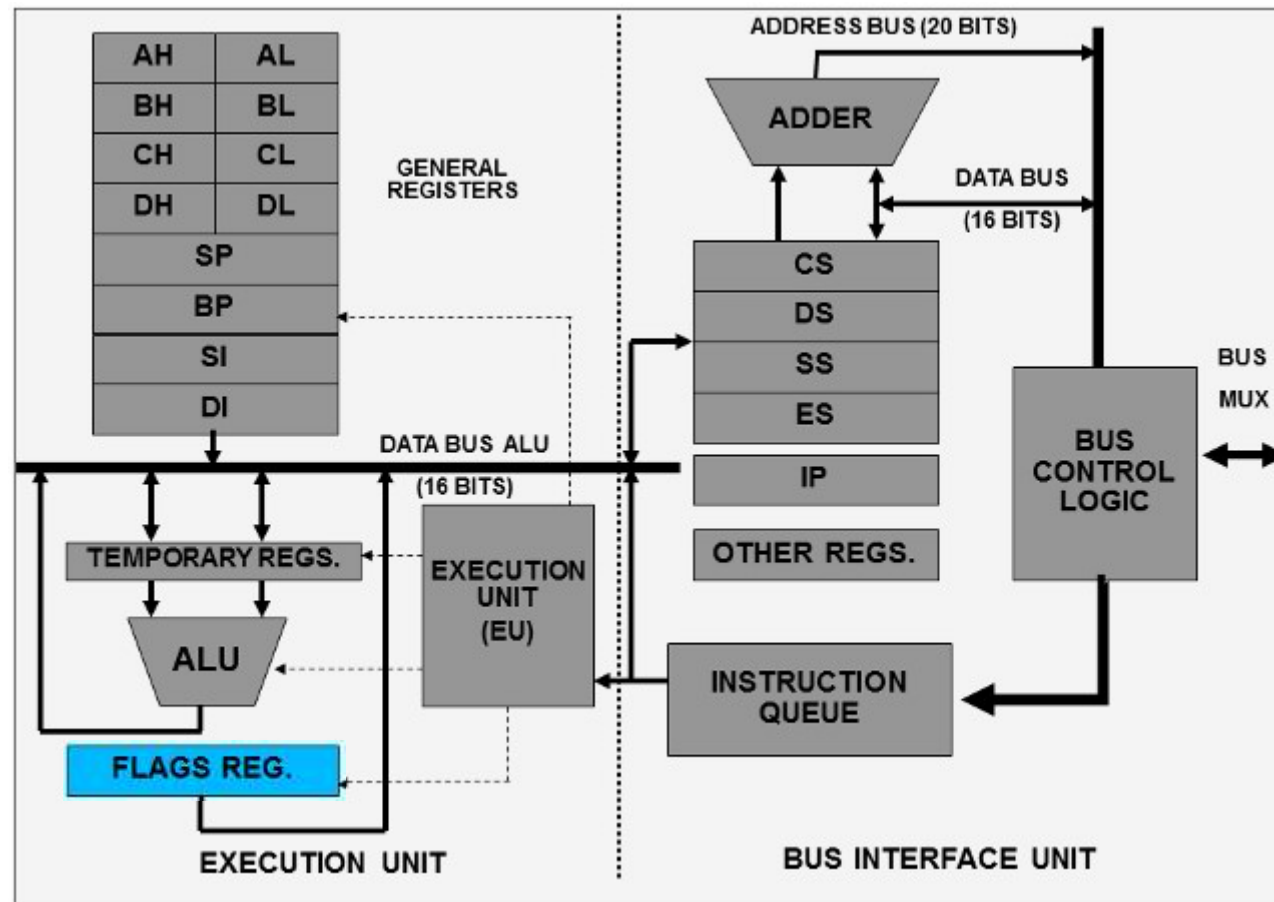 AH AL
BH BL
CH CL
DH DL
SP
BP
SI
DI
GENERAL
REGISTERS
DATA BUS ALU
(16 BITS)
TEMPORARY REGS.
ALU
FLAGS REG.
EXECUTION
UNIT
(EU)
EXECUTION UNIT
ADDRESS BUS (20 BITS)
ADDER
DATA BUS
(16 BITS)
CS
DS
SS
ES
IP
OTHER REGS.
INSTRUCTION
QUEUE
BUS
CONTROL
LOGIC
BUS
MUX
BUS INTERFACE UNIT